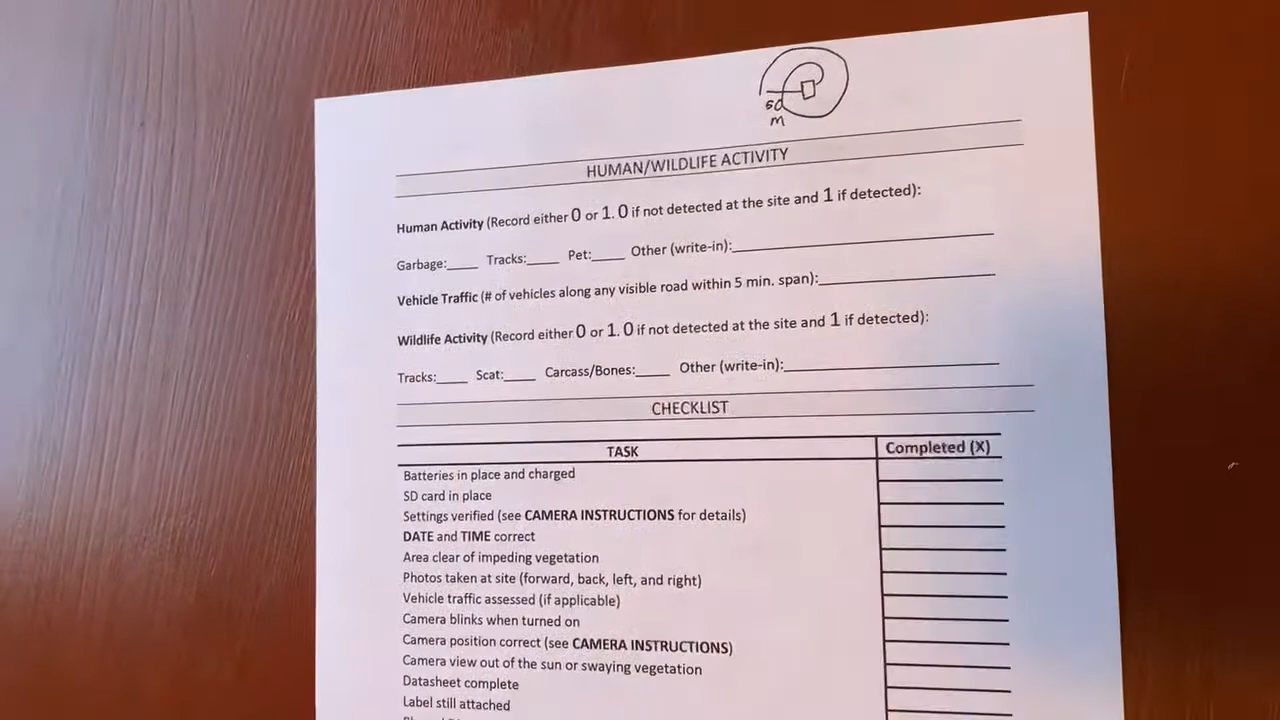 50
M
HUMAN/WILDLIFE ACTIVITY
Human Activity (Record either 0 or 1. 0 if not detected at the site and 1 if detected):
Garbage:____ Tracks:____ Pet:____ Other (write-in):____
Vehicle Traffic (# of vehicles along any visible road within 5 min. span):____
Wildlife Activity (Record either 0 or 1. 0 if not detected at the site and 1 if detected):
Tracks:____ Scat:____ Carcass/Bones:____ Other (write-in):____
CHECKLIST
TASK Completed (X)
Batteries in place and charged
SD card in place
Settings verified (see CAMERA INSTRUCTIONS for details)
DATE and TIME correct
Area clear of impeding vegetation
Photos taken at site (forward, back, left, and right)
Vehicle traffic assessed (if applicable)
Camera blinks when turned on
Camera position correct (see CAMERA INSTRUCTIONS)
Camera view out of the sun or swaying vegetation
Datasheet complete
Label still attached